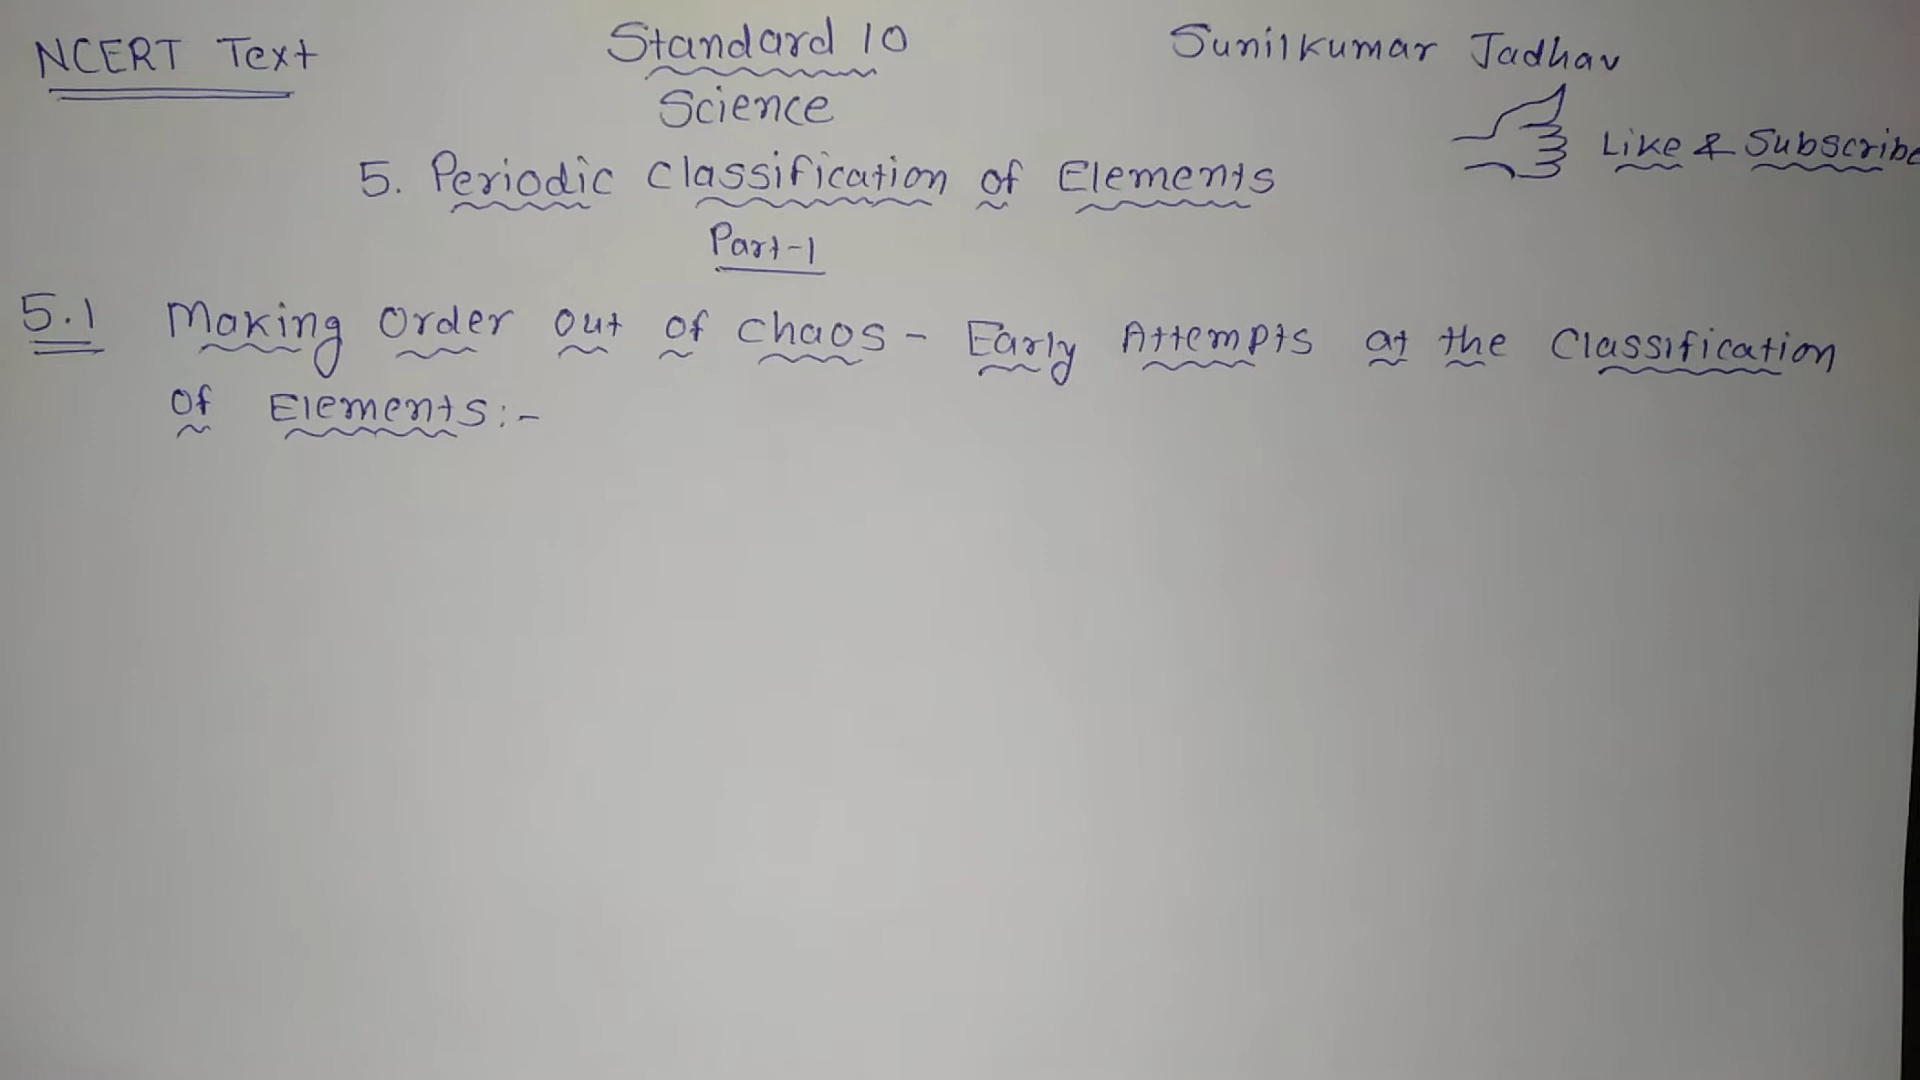 NCERT Text
Standard 10
Sunilkumar Jadhav
Science
Like & Subscribe
5. Periodic Classification of Elements
Part-1
5.1 Making Order out of Chaos - Early Attempts at the Classification
of Elements:-